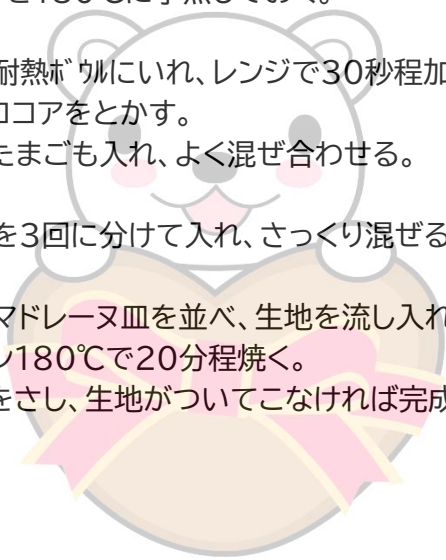 に予熱しておく。
耐熱ボウルにいれ、レンジで30秒程加
ココアをとかす。
たまごも入れ、よく混ぜ合わせる。
を3回に分けて入れ、さっくり混ぜる
マドレーヌ皿を並べ、生地を流し入れ
ン180℃で20分程焼く。
をさし、生地がついてこなければ完成